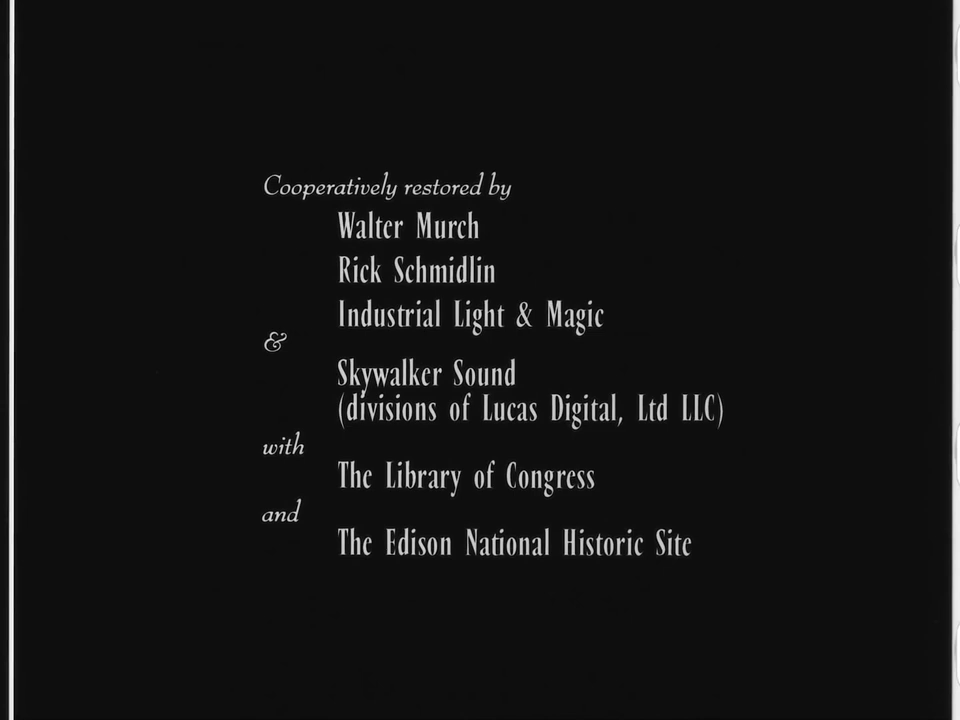 Cooperatively restored by
Walter Murch
Rick Schmidlin
Industrial Light & Magic
&
Skywalker Sound
(divisions of Lucas Digital, Ltd LLC)
with
The Library of Congress
and
The Edison National Historic Site